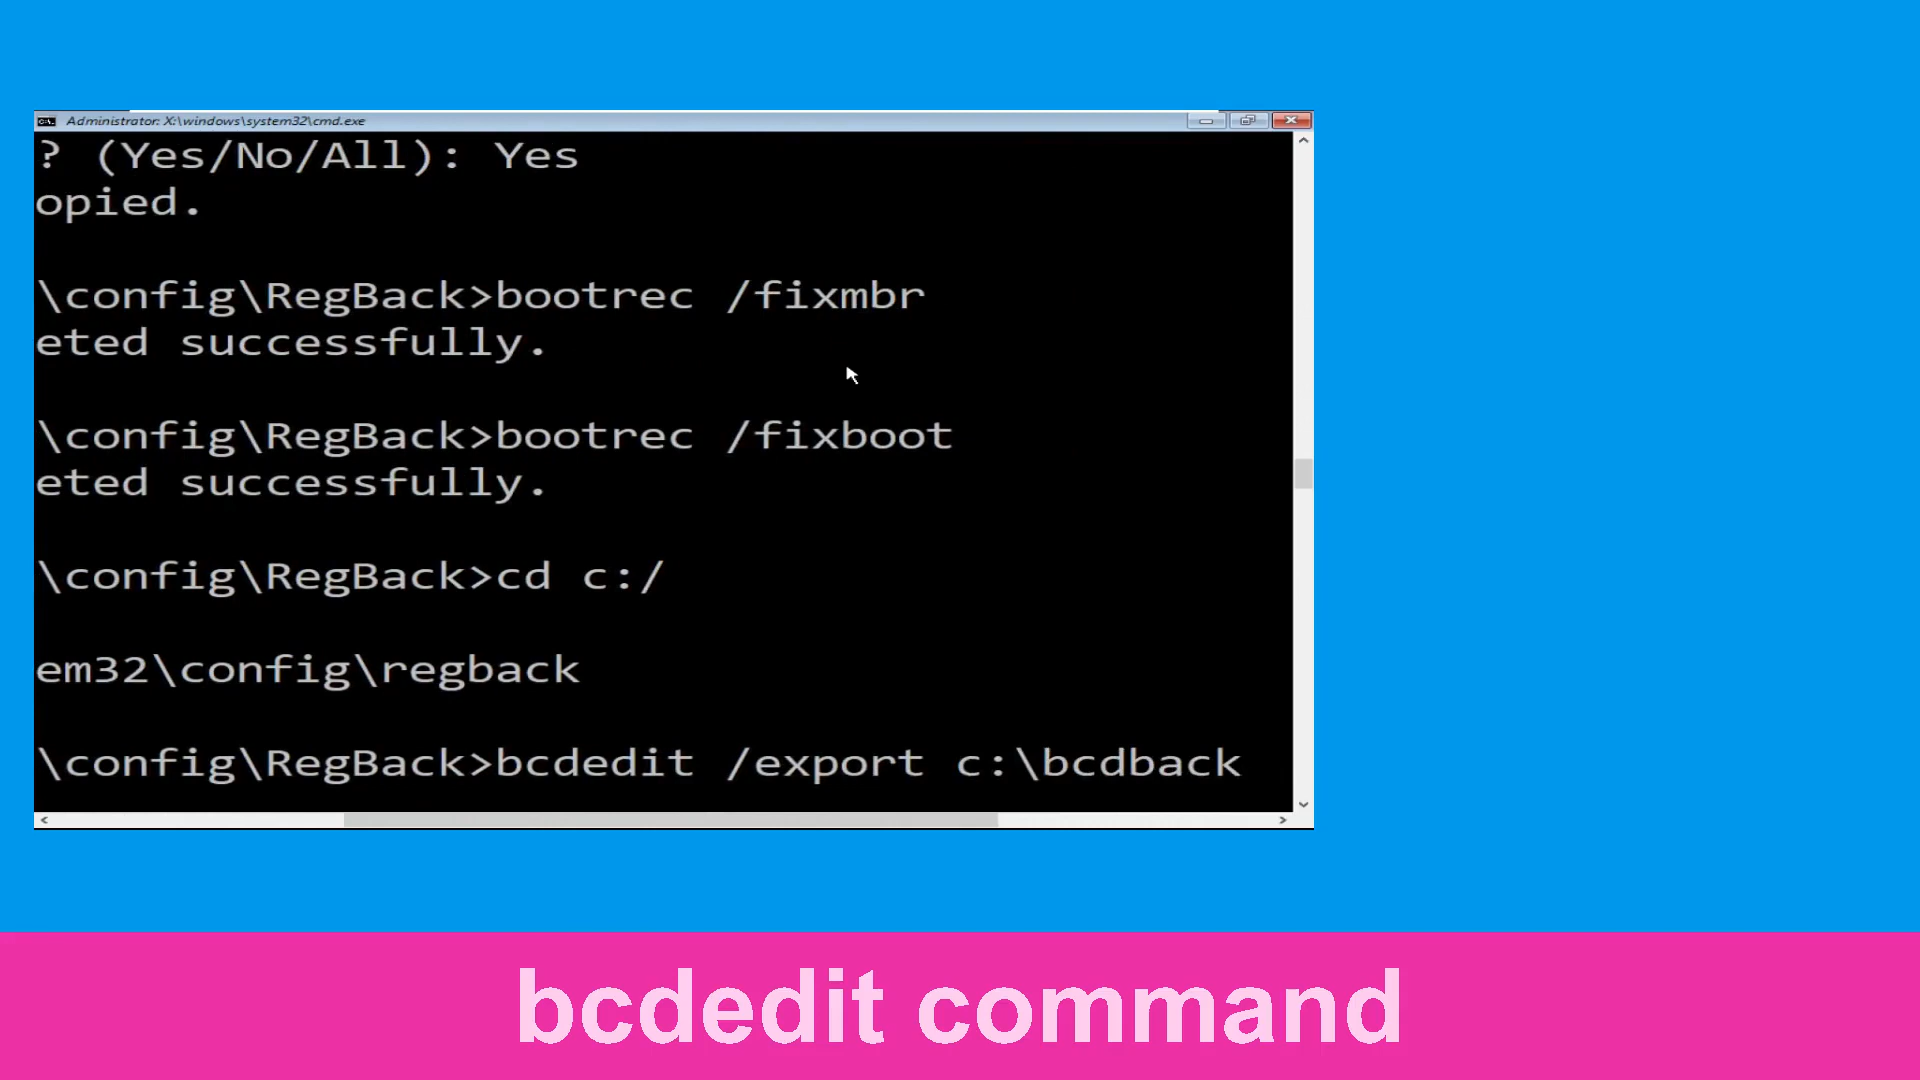 Administrator: X:\windows\system32\cmd.exe
? (Yes/No/All): Yes
opied.
\config\RegBack>bootrec /fixmbr
eted successfully.
\config\RegBack>bootrec /fixboot
eted successfully.
\config\RegBack>cd c:/
em32\config\regback
\config\RegBack>bcdedit /export c:\bcdback
bcdedit command